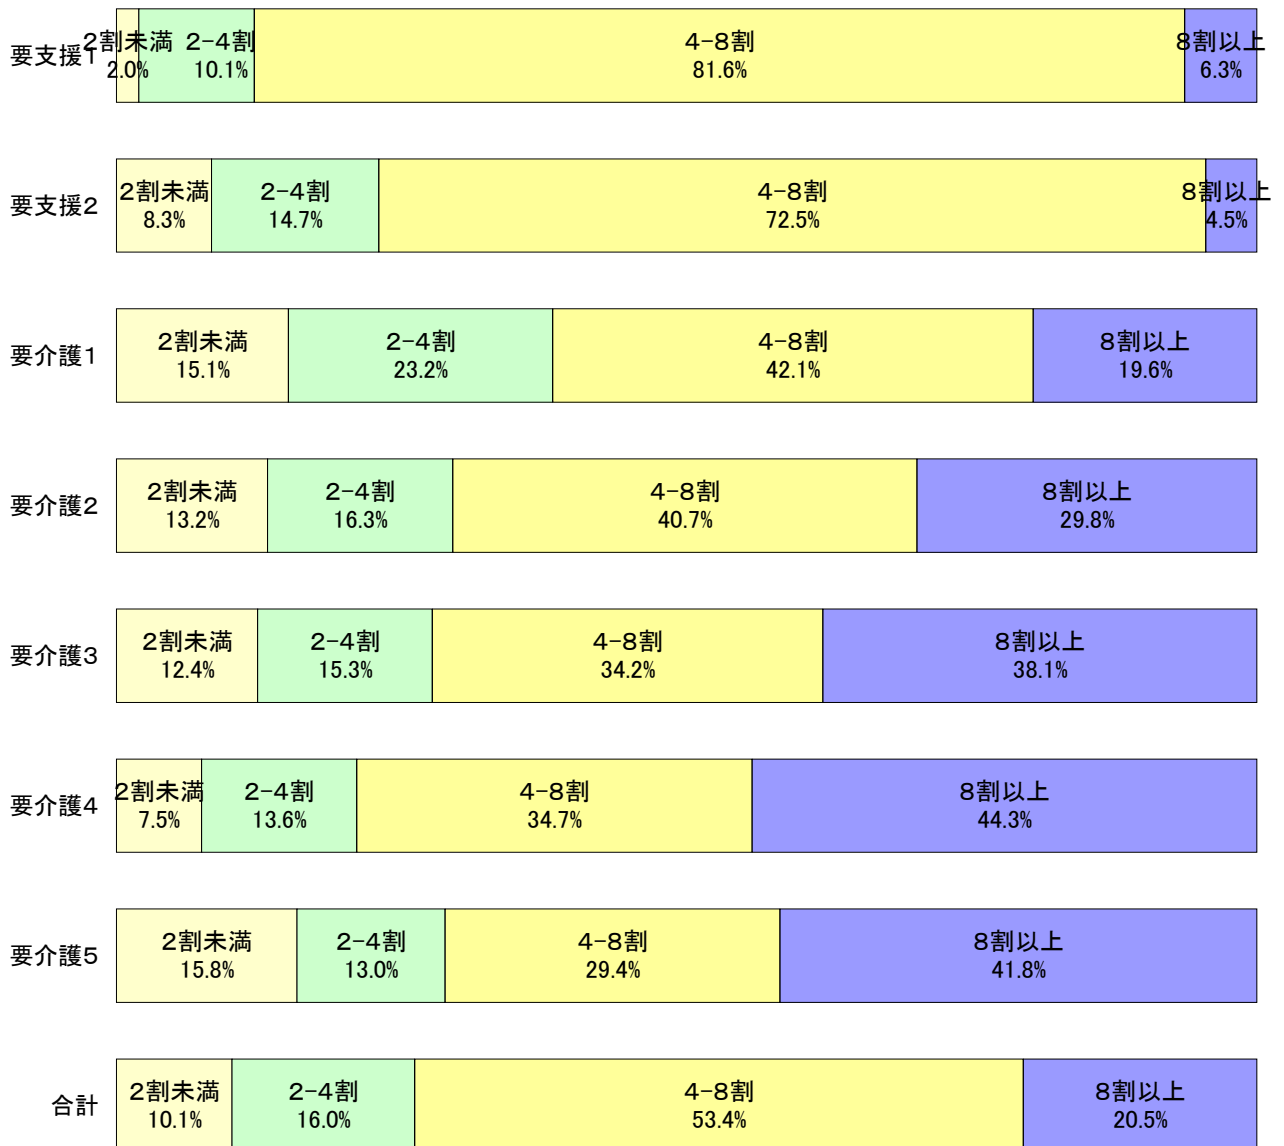 要支援1
2割未満 2-4割 4-8割 8割以上
2.0% 10.1% 81.6% 6.3%
要支援2
2割未満 2-4割 4-8割 8割以上
8.3% 14.7% 72.5% 4.5%
要介護1
2割未満 2-4割 4-8割 8割以上
15.1% 23.2% 42.1% 19.6%
要介護2
2割未満 2-4割 4-8割 8割以上
13.2% 16.3% 40.7% 29.8%
要介護3
2割未満 2-4割 4-8割 8割以上
12.4% 15.3% 34.2% 38.1%
要介護4
2割未満 2-4割 4-8割 8割以上
7.5% 13.6% 34.7% 44.3%
要介護5
2割未満 2-4割 4-8割 8割以上
15.8% 13.0% 29.4% 41.8%
合計
2割未満 2-4割 4-8割 8割以上
10.1% 16.0% 53.4% 20.5%